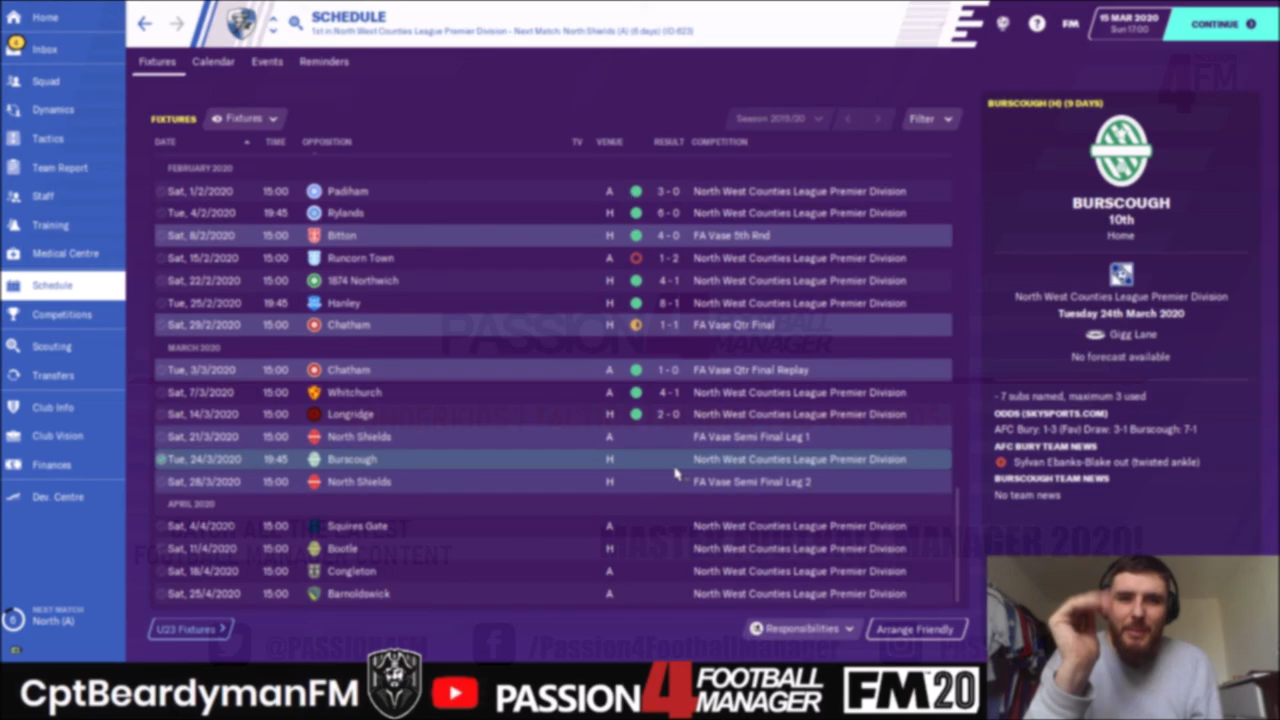 Home
Inbox
Squad
Dynamics
Tactics
Team Report
Staff
Training
Medical Centre
Schedule
Competitions
Scouting
Transfers
Club Info
Club Vision
Finances
Dev. Centre
NEXT MATCH
6 North (A)
SCHEDULE
1st in North West Counties League Premier Division - Next Match: North Shields (A) (6 days)
FM 15 MAR 2020
Sun 17:00
CONTINUE
Fixtures Calendar Events Reminders
FIXTURES Fixtures Season 2019/20 Filter
DATE TIME OPPOSITION TV VENUE RESULT COMPETITION
FEBRUARY 2020
Sat, 1/2/2020 15:00 Padiham A 3 - 0 North West Counties League Premier Division
Tue, 4/2/2020 19:45 Rylands H 6 - 0 North West Counties League Premier Division
Sat, 8/2/2020 15:00 Bitton H 4 - 0 FA Vase 5th Rnd
Sat, 15/2/2020 15:00 Runcorn Town A 1 - 2 North West Counties League Premier Division
Sat, 22/2/2020 15:00 1874 Northwich H 4 - 1 North West Counties League Premier Division
Tue, 25/2/2020 19:45 Hanley H 8 - 1 North West Counties League Premier Division
Sat, 29/2/2020 15:00 Chatham H 1 - 1 FA Vase Qtr Final
MARCH 2020
Tue, 3/3/2020 15:00 Chatham A 1 - 0 FA Vase Qtr Final Replay
Sat, 7/3/2020 15:00 Whitchurch A 4 - 1 North West Counties League Premier Division
Sat, 14/3/2020 15:00 Longridge H 2 - 0 North West Counties League Premier Division
Sat, 21/3/2020 15:00 North Shields A FA Vase Semi Final Leg 1
Tue, 24/3/2020 19:45 Burscough H North West Counties League Premier Division
Sat, 28/3/2020 15:00 North Shields H FA Vase Semi Final Leg 2
APRIL 2020
Sat, 4/4/2020 15:00 Squires Gate A North West Counties League Premier Division
Sat, 11/4/2020 15:00 Bootle H North West Counties League Premier Division
Sat, 18/4/2020 15:00 Congleton A North West Counties League Premier Division
Sat, 25/4/2020 15:00 Barnoldswick A North West Counties League Premier Division
U23 Fixtures Responsibilities Arrange Friendly
BURSCOUGH (H) (9 DAYS)
BURSCOUGH
10th
Home
North West Counties League Premier Division
Tuesday 24th March 2020
Gigg Lane
No forecast available
- 7 subs named, maximum 3 used
ODDS (SKYSPORTS.COM)
AFC Bury: 1-3 (Fav) Draw: 3-1 Burscough: 7-1
AFC BURY TEAM NEWS
Sylvan Ebanks-Blake out (twisted ankle)
BURSCOUGH TEAM NEWS
No team news
4FM
PASSION 4 FOOTBALL MANAGER
MASTER FOOTBALL MANAGER 2020!
@PASSION4FM /Passion4FootballManager
CptBeardymanFM PASSION 4 FOOTBALL MANAGER FM20